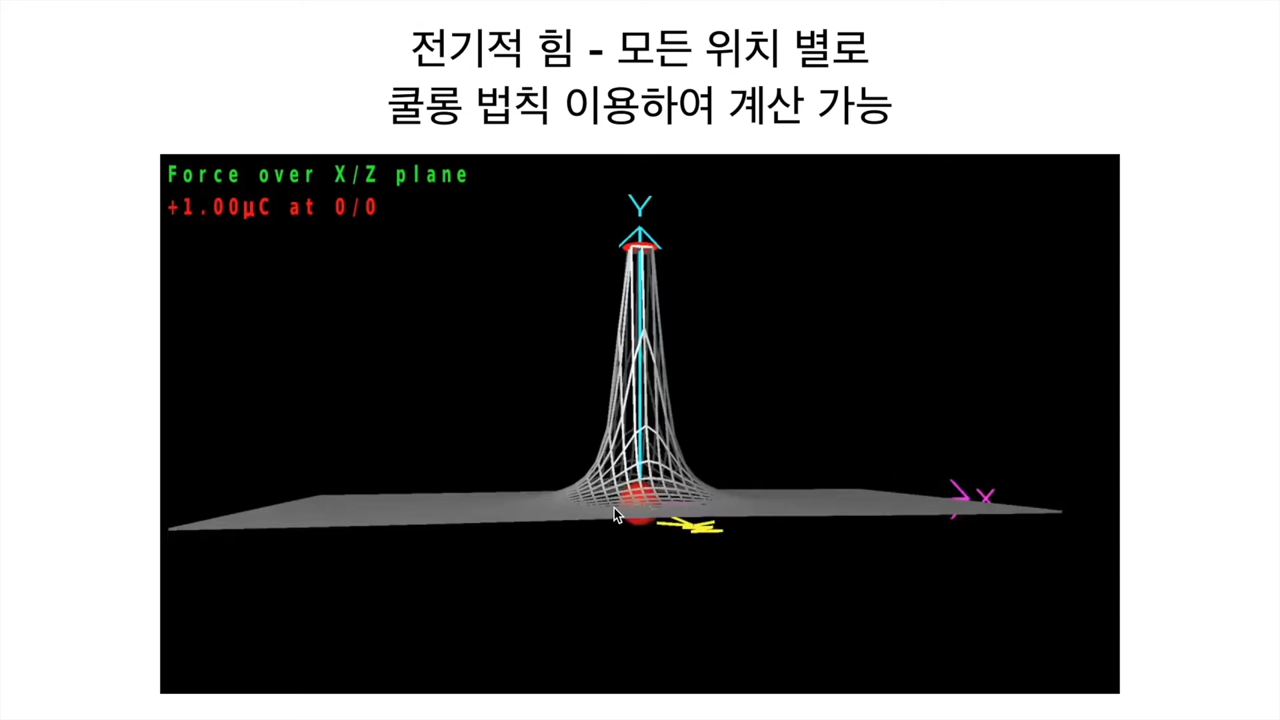 전기적 힘 - 모든 위치 별로
쿨롱 법칙 이용하여 계산 가능
Force over X/Z plane
+1.00μC at 0/0
Y
X